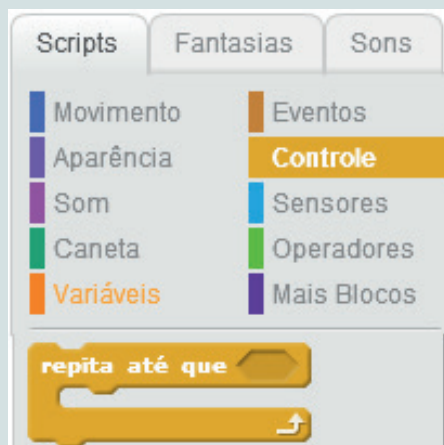 Scripts Fantasias Sons
Movimento Eventos
Aparência Controle
Som Sensores
Caneta Operadores
Variáveis Mais Blocos
repita até que